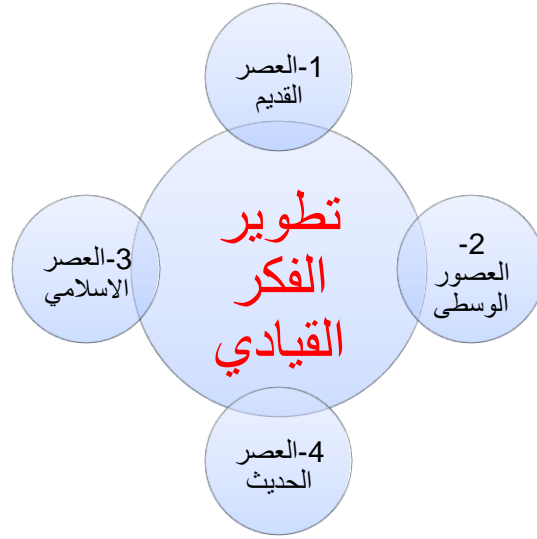 1-العصر
القديم
تطوير
الفكر
القيادي
2-
العصور
الوسطى
3-العصر
الاسلامي
4-العصر
الحديث